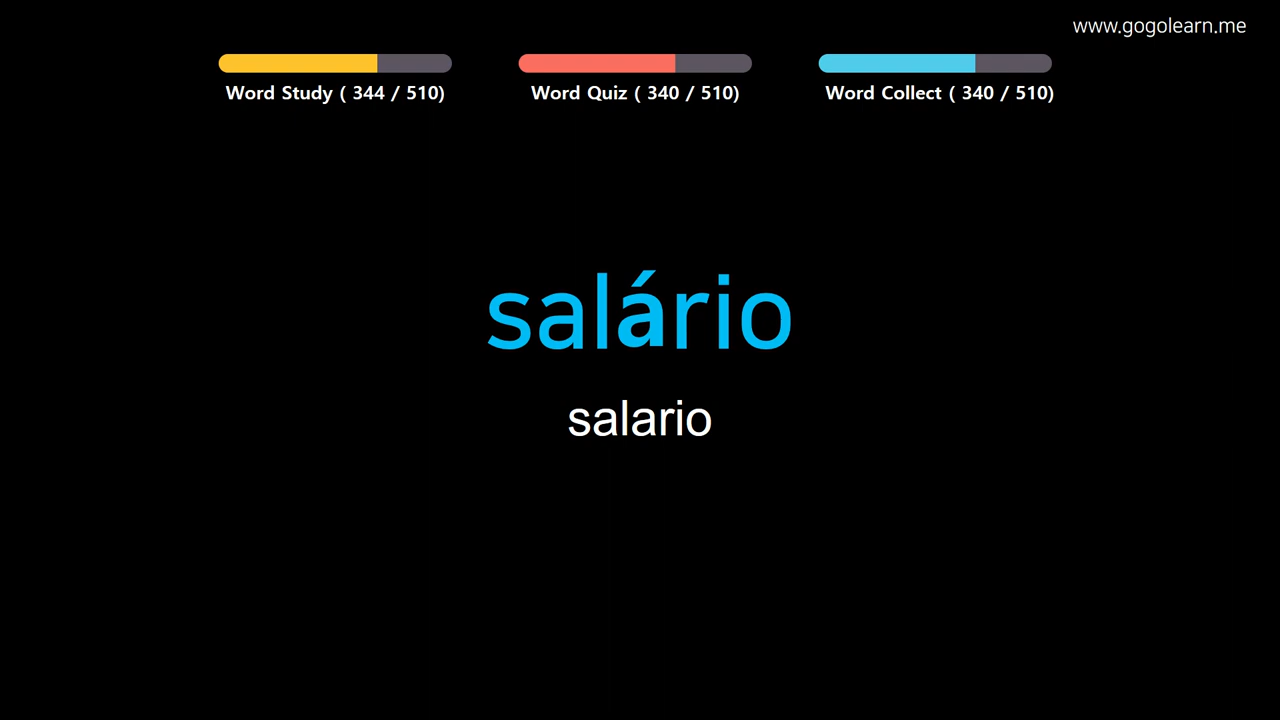 www.gogolearn.me
Word Study ( 344 / 510)
Word Quiz ( 340 / 510)
Word Collect ( 340 / 510)
salário
salario